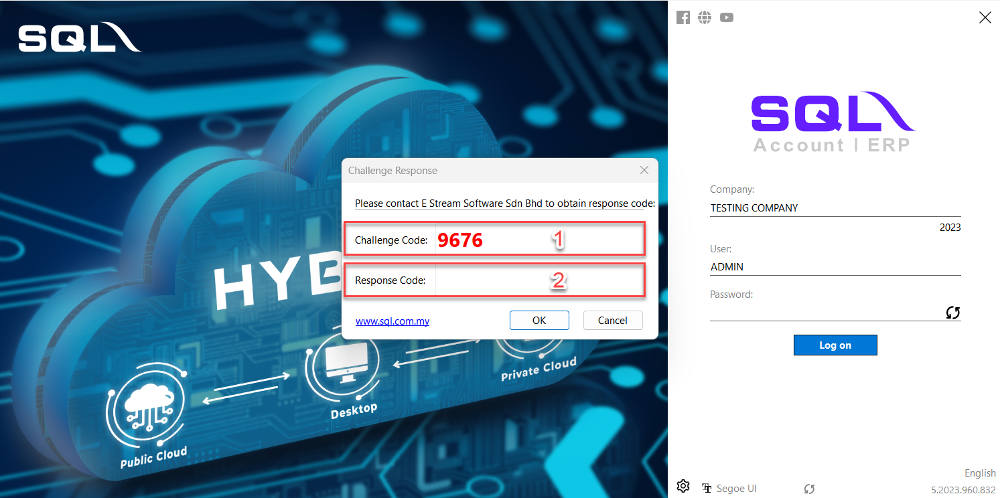 SQL
HYB
Public Cloud
Desktop
Private Cloud
Challenge Response
Please contact E Stream Software Sdn Bhd to obtain response code:
Challenge Code: 9676 1
Response Code: 2
www.sql.com.my
OK Cancel
SQL
Account | ERP
Company:
TESTING COMPANY
2023
User:
ADMIN
Password:
Log on
English
Segoe UI
5.2023.960.832